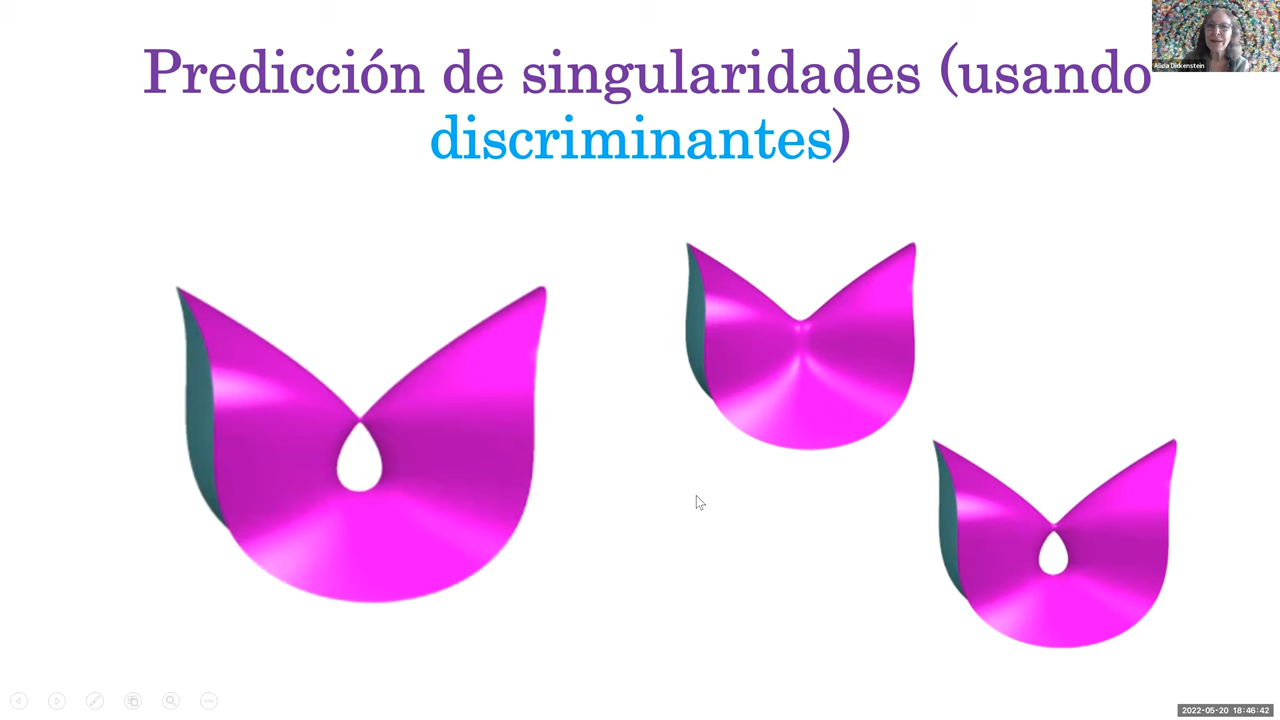 Predicción de singularidades (usando
discriminantes)
Alicia Dickenstein
2022-05-20 18:46:42